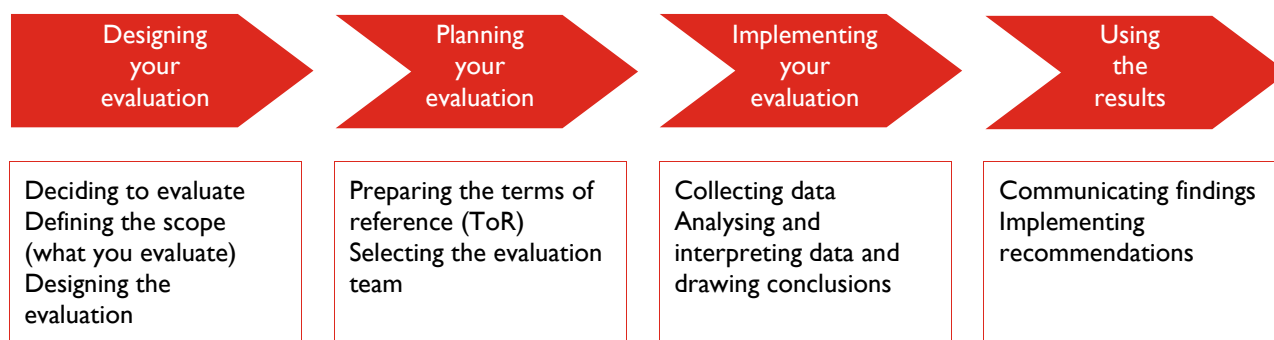 Designing
your
evaluation
Planning
your
evaluation
Implementing
your
evaluation
Using
the
results
Deciding to evaluate
Defining the scope
(what you evaluate)
Designing the
evaluation
Preparing the terms of
reference (ToR)
Selecting the evaluation
team
Collecting data
Analysing and
interpreting data and
drawing conclusions
Communicating findings
Implementing
recommendations